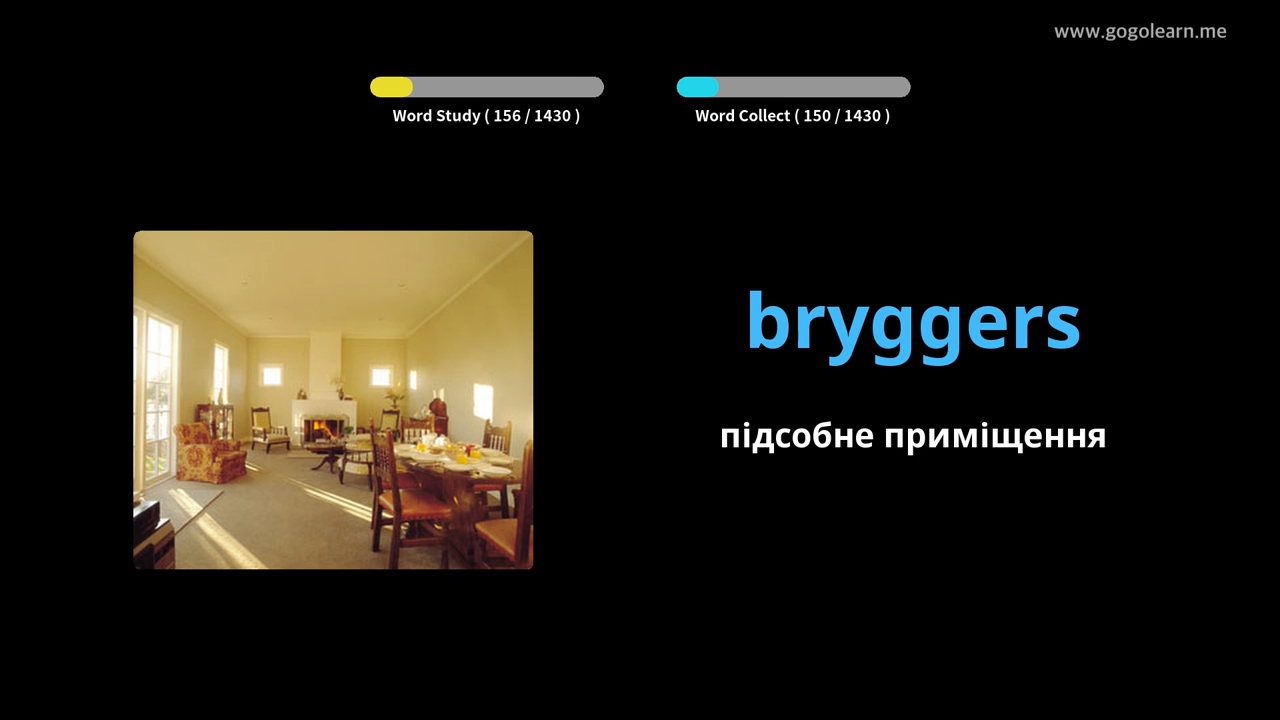 www.gogolearn.me
Word Study ( 156 / 1430 )
Word Collect ( 150 / 1430 )
bryggers
підсобне приміщення